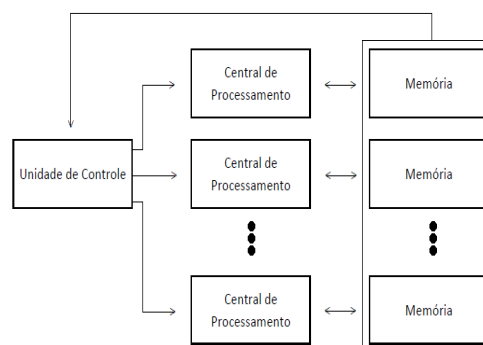 Central de
Processamento
Memória
Unidade de Controle
Central de
Processamento
Memória
Central de
Processamento
Memória